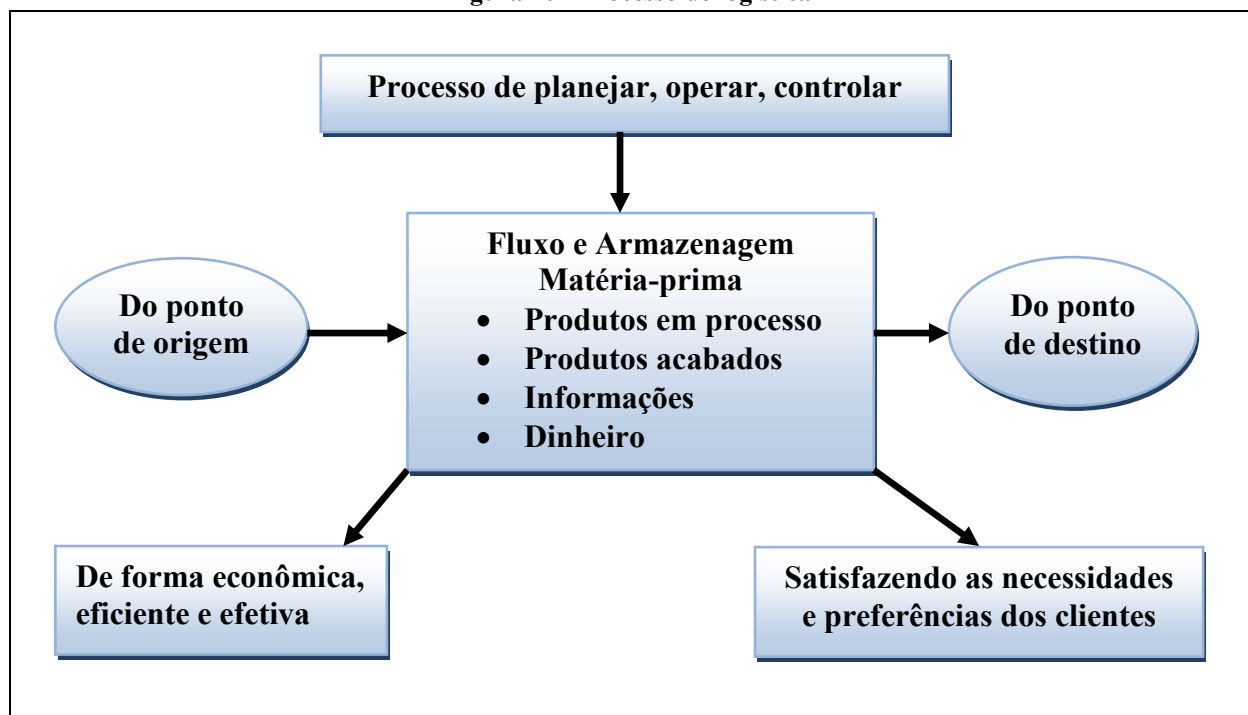 Processo de planejar, operar, controlar
Fluxo e Armazenagem
Matéria-prima
• Produtos em processo
• Produtos acabados
• Informações
• Dinheiro
Do ponto
de origem
Do ponto
de destino
De forma econômica,
eficiente e efetiva
Satisfazendo as necessidades
e preferências dos clientes